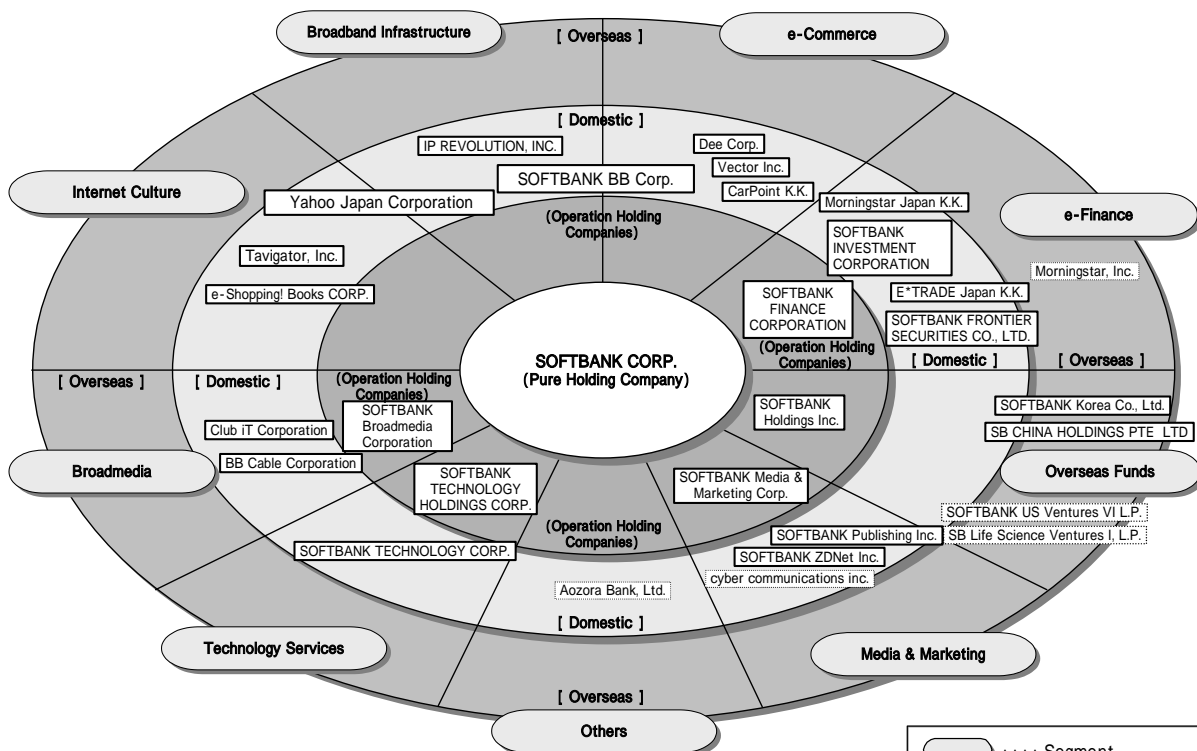 Broadband Infrastructure
[ Overseas ]
e-Commerce
[ Domestic ]
IP REVOLUTION, INC.
Dee Corp.
Vector Inc.
SOFTBANK BB Corp.
CarPoint K.K.
Internet Culture
Yahoo Japan Corporation
Morningstar Japan K.K.
e-Finance
(Operation Holding
Companies)
SOFTBANK
INVESTMENT
CORPORATION
Tavigator, Inc.
Morningstar, Inc.
e-Shopping! Books CORP.
SOFTBANK
FINANCE
CORPORATION
E*TRADE Japan K.K.
SOFTBANK FRONTIER
SECURITIES CO., LTD.
SOFTBANK CORP.
(Pure Holding Company)
(Operation Holding
Companies)
[ Domestic ]
[ Overseas ]
[ Overseas ]
[ Domestic ]
(Operation Holding
Companies)
SOFTBANK
Broadmedia
Corporation
SOFTBANK
Holdings Inc.
SOFTBANK Korea Co., Ltd.
Club iT Corporation
SB CHINA HOLDINGS PTE LTD
BB Cable Corporation
Broadmedia
SOFTBANK
TECHNOLOGY
HOLDINGS CORP.
SOFTBANK Media &
Marketing Corp.
Overseas Funds
SOFTBANK US Ventures VI L.P.
(Operation Holding
Companies)
SOFTBANK Publishing Inc.
SB Life Science Ventures I, L.P.
SOFTBANK TECHNOLOGY CORP.
SOFTBANK ZDNet Inc.
cyber communications inc.
Aozora Bank, Ltd.
[ Domestic ]
Technology Services
Media & Marketing
[ Overseas ]
Others
････Segment